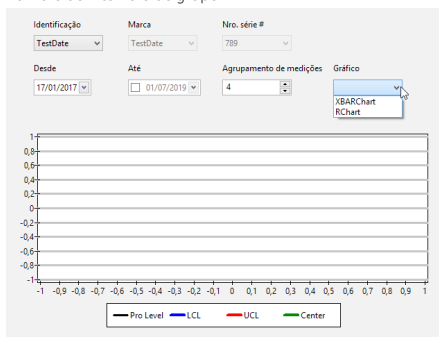 Identificação Marca Nro. série #
TestDate TestDate 789
Desde Até Agrupamento de medições Gráfico
17/01/2017 01/07/2019 4
XBARChart
RChart
1
0,8
0,6
0,4
0,2
0
-0,2
-0,4
-0,6
-0,8
-1
-1 -0,9 -0,8 -0,7 -0,6 -0,5 -0,4 -0,3 -0,2 -0,1 0 0,1 0,2 0,3 0,4 0,5 0,6 0,7 0,8 0,9 1
Pro Level LCL UCL Center